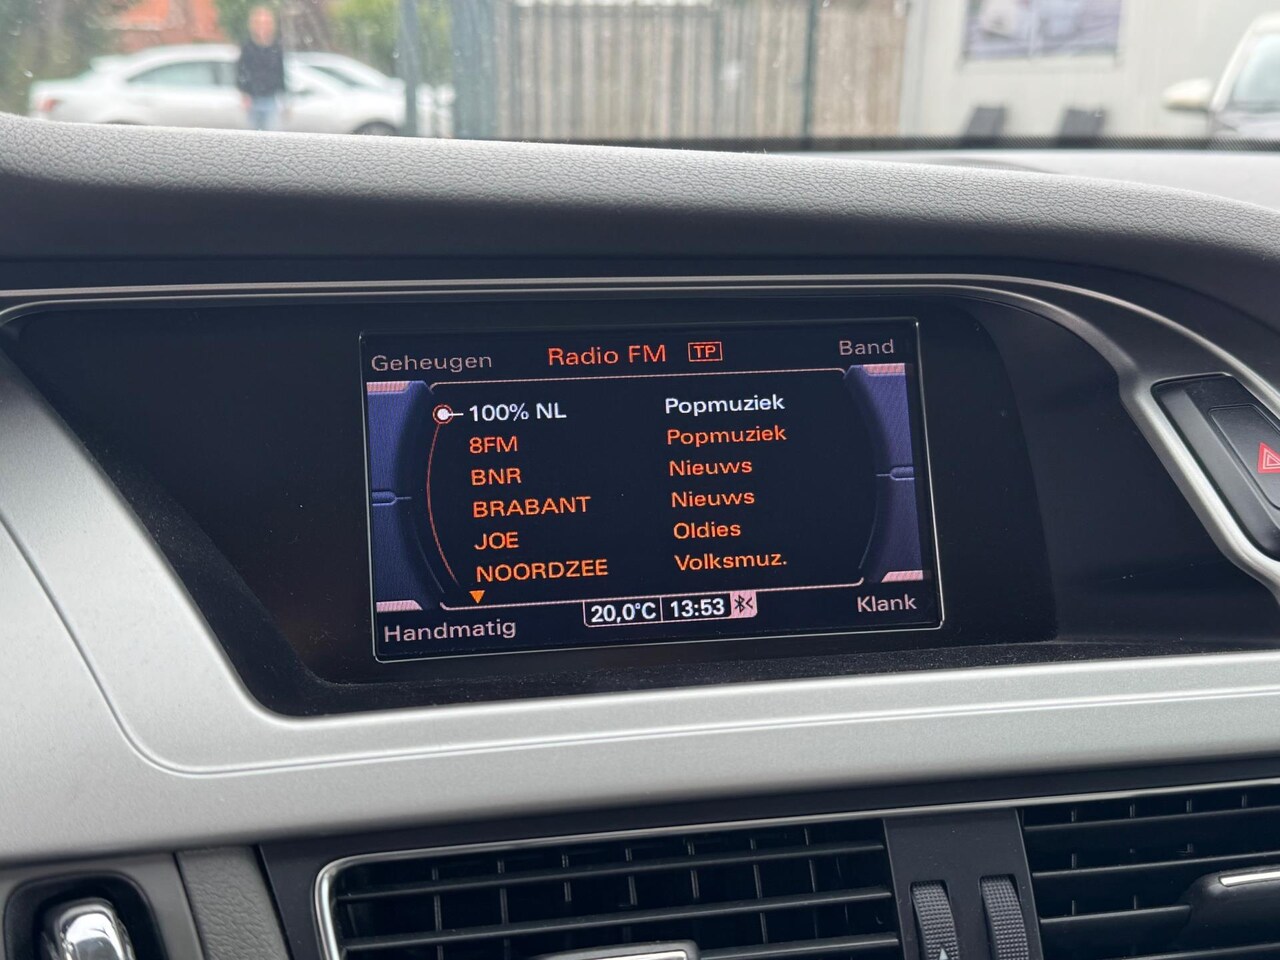 Geheugen Radio FM TP Band
100% NL Popmuziek
8FM Popmuziek
BNR Nieuws
BRABANT Nieuws
JOE Oldies
NOORDZEE Volksmuz.
Handmatig 20,0°C 13:53 Klank